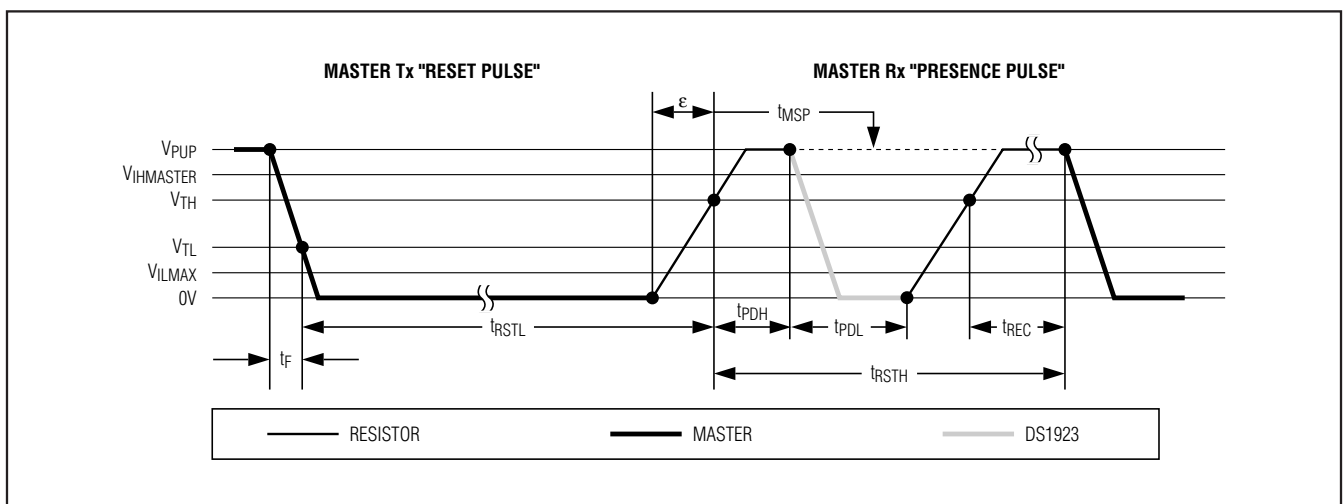 MASTER Tx "RESET PULSE"
MASTER Rx "PRESENCE PULSE"
ε
tMSP
VPUP
VIHMASTER
VTH
VTL
VILMAX
0V
tRSTL
tPDH
tPDL
tREC
tF
tRSTH
RESISTOR
MASTER
DS1923